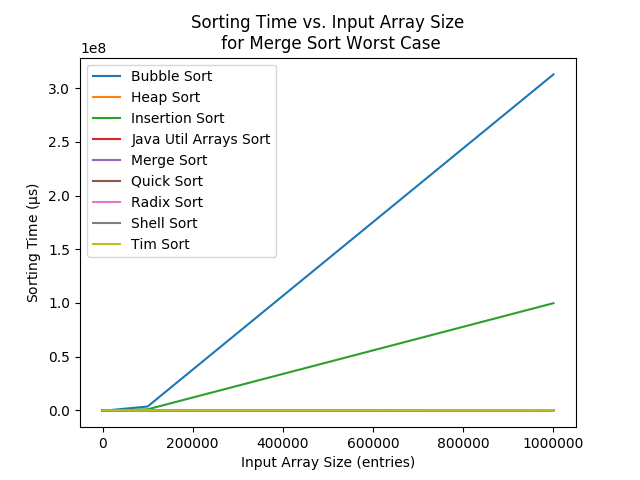 Sorting Time vs. Input Array Size
for Merge Sort Worst Case
1e8
Bubble Sort
Heap Sort
Insertion Sort
Java Util Arrays Sort
Merge Sort
Quick Sort
Radix Sort
Shell Sort
Tim Sort
3.0
2.5
2.0
1.5
1.0
0.5
0.0
Sorting Time (µs)
0 200000 400000 600000 800000 1000000
Input Array Size (entries)